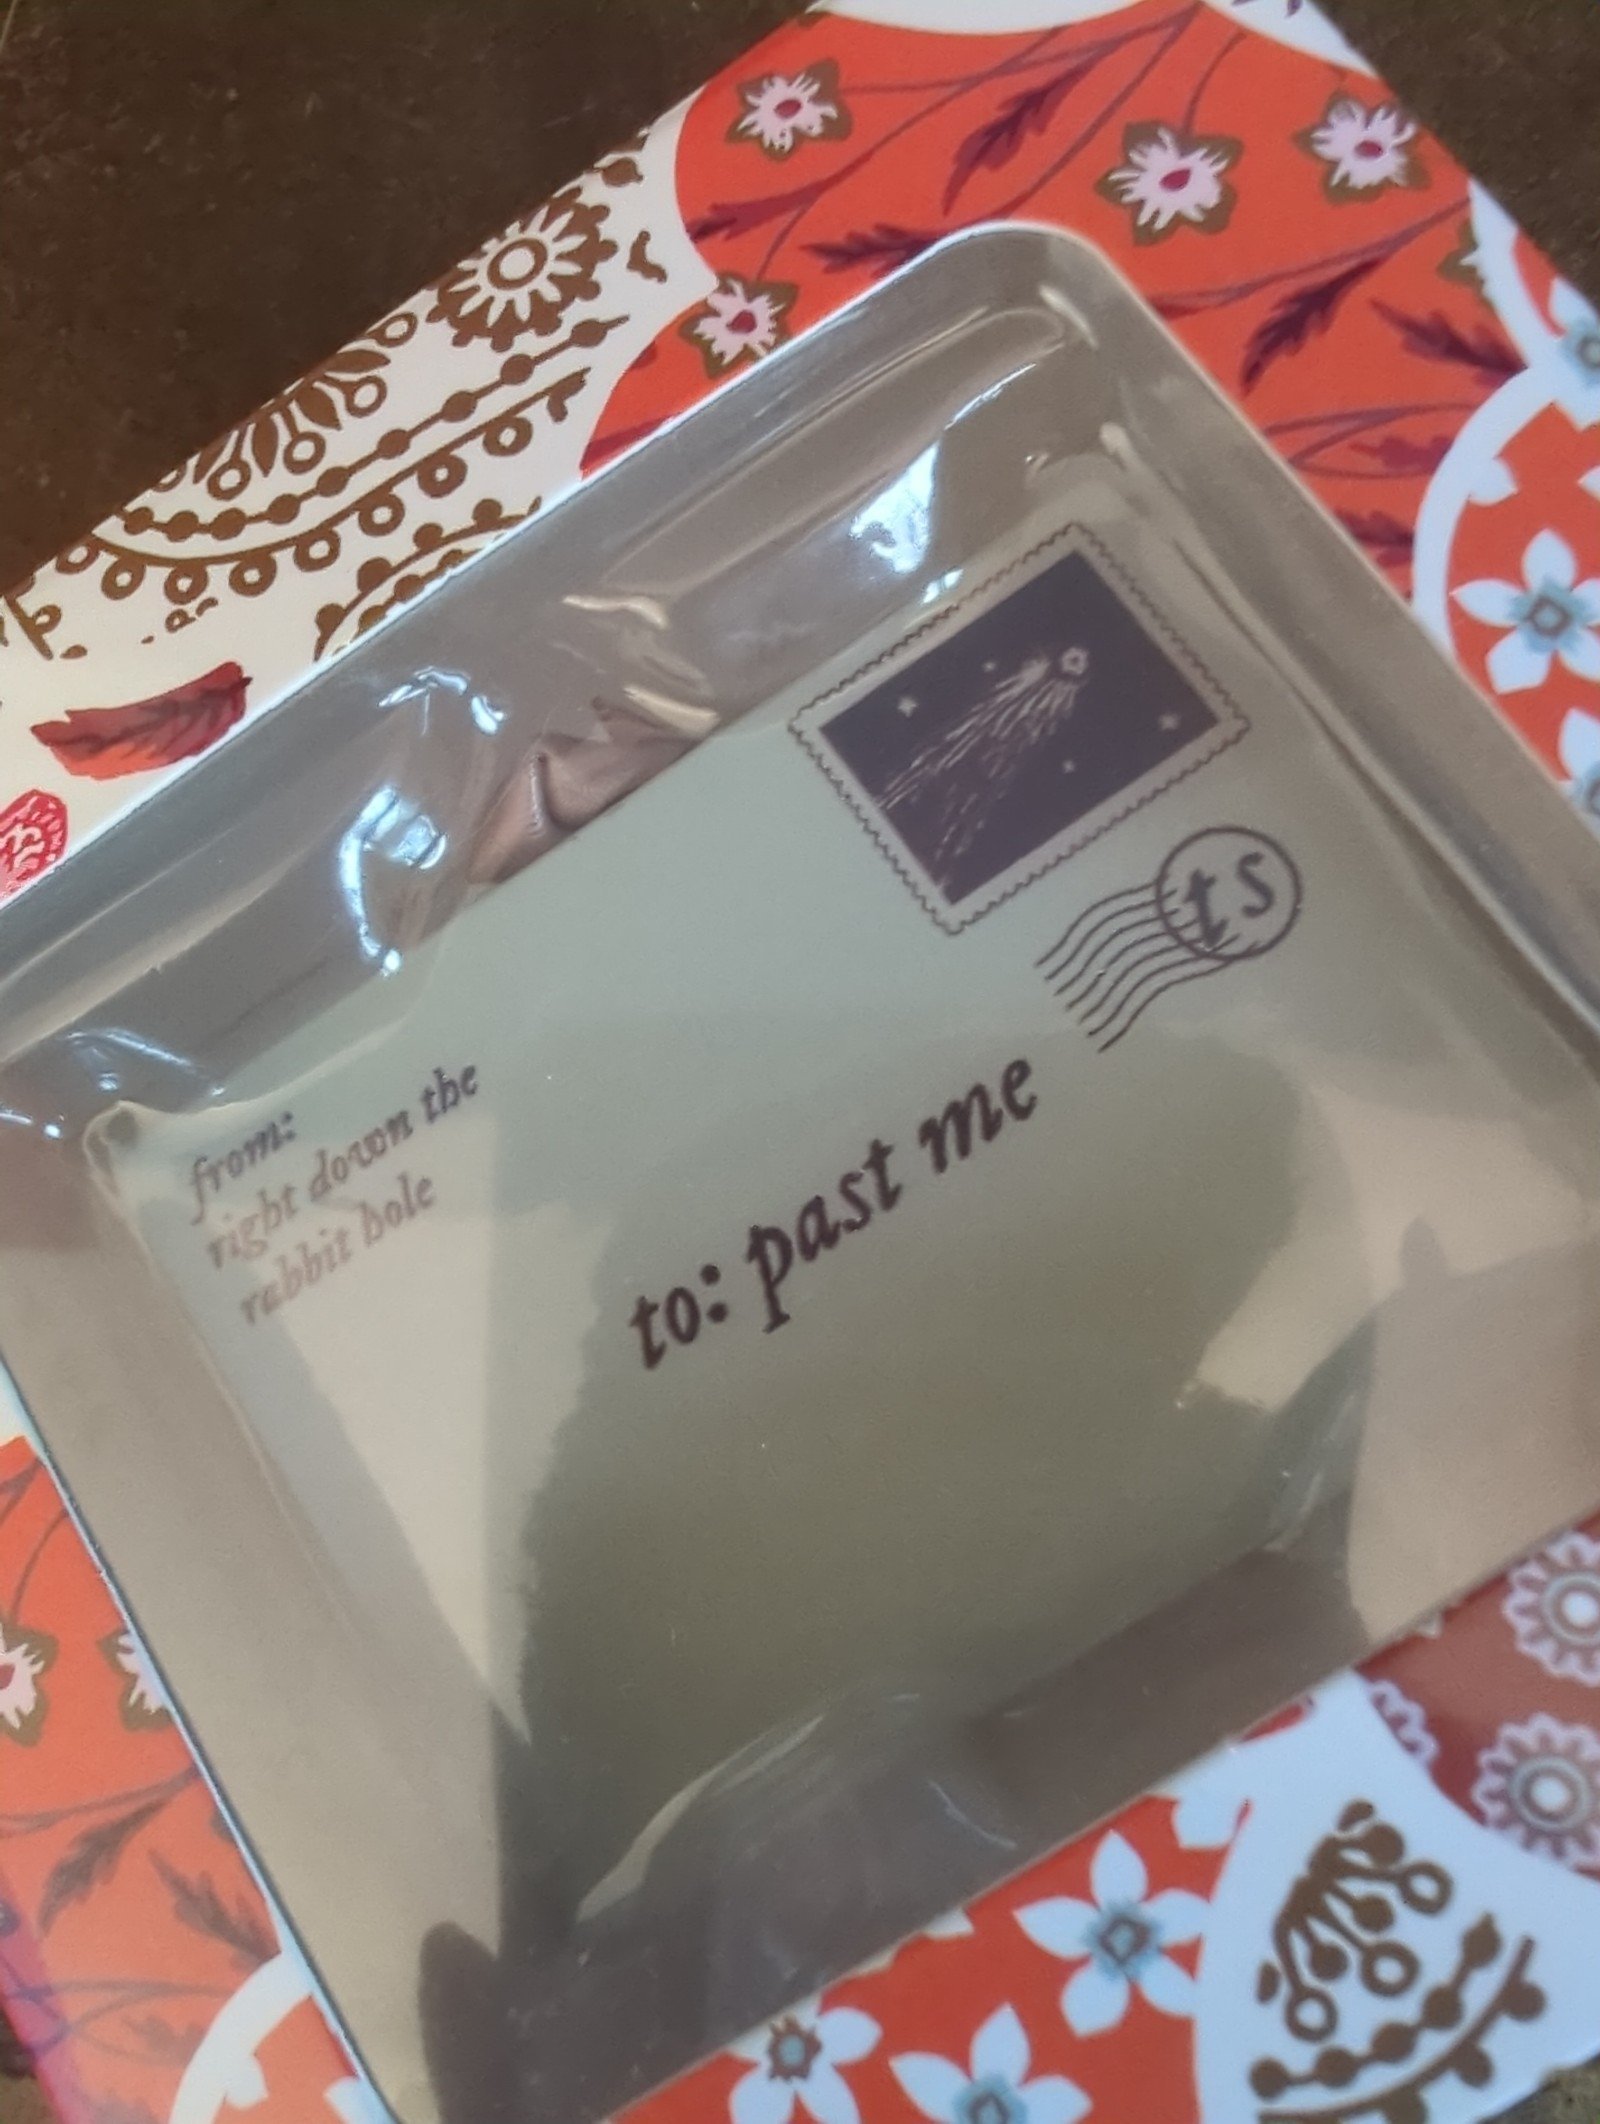 from:
right down the
rabbit hole
ts
to: past me